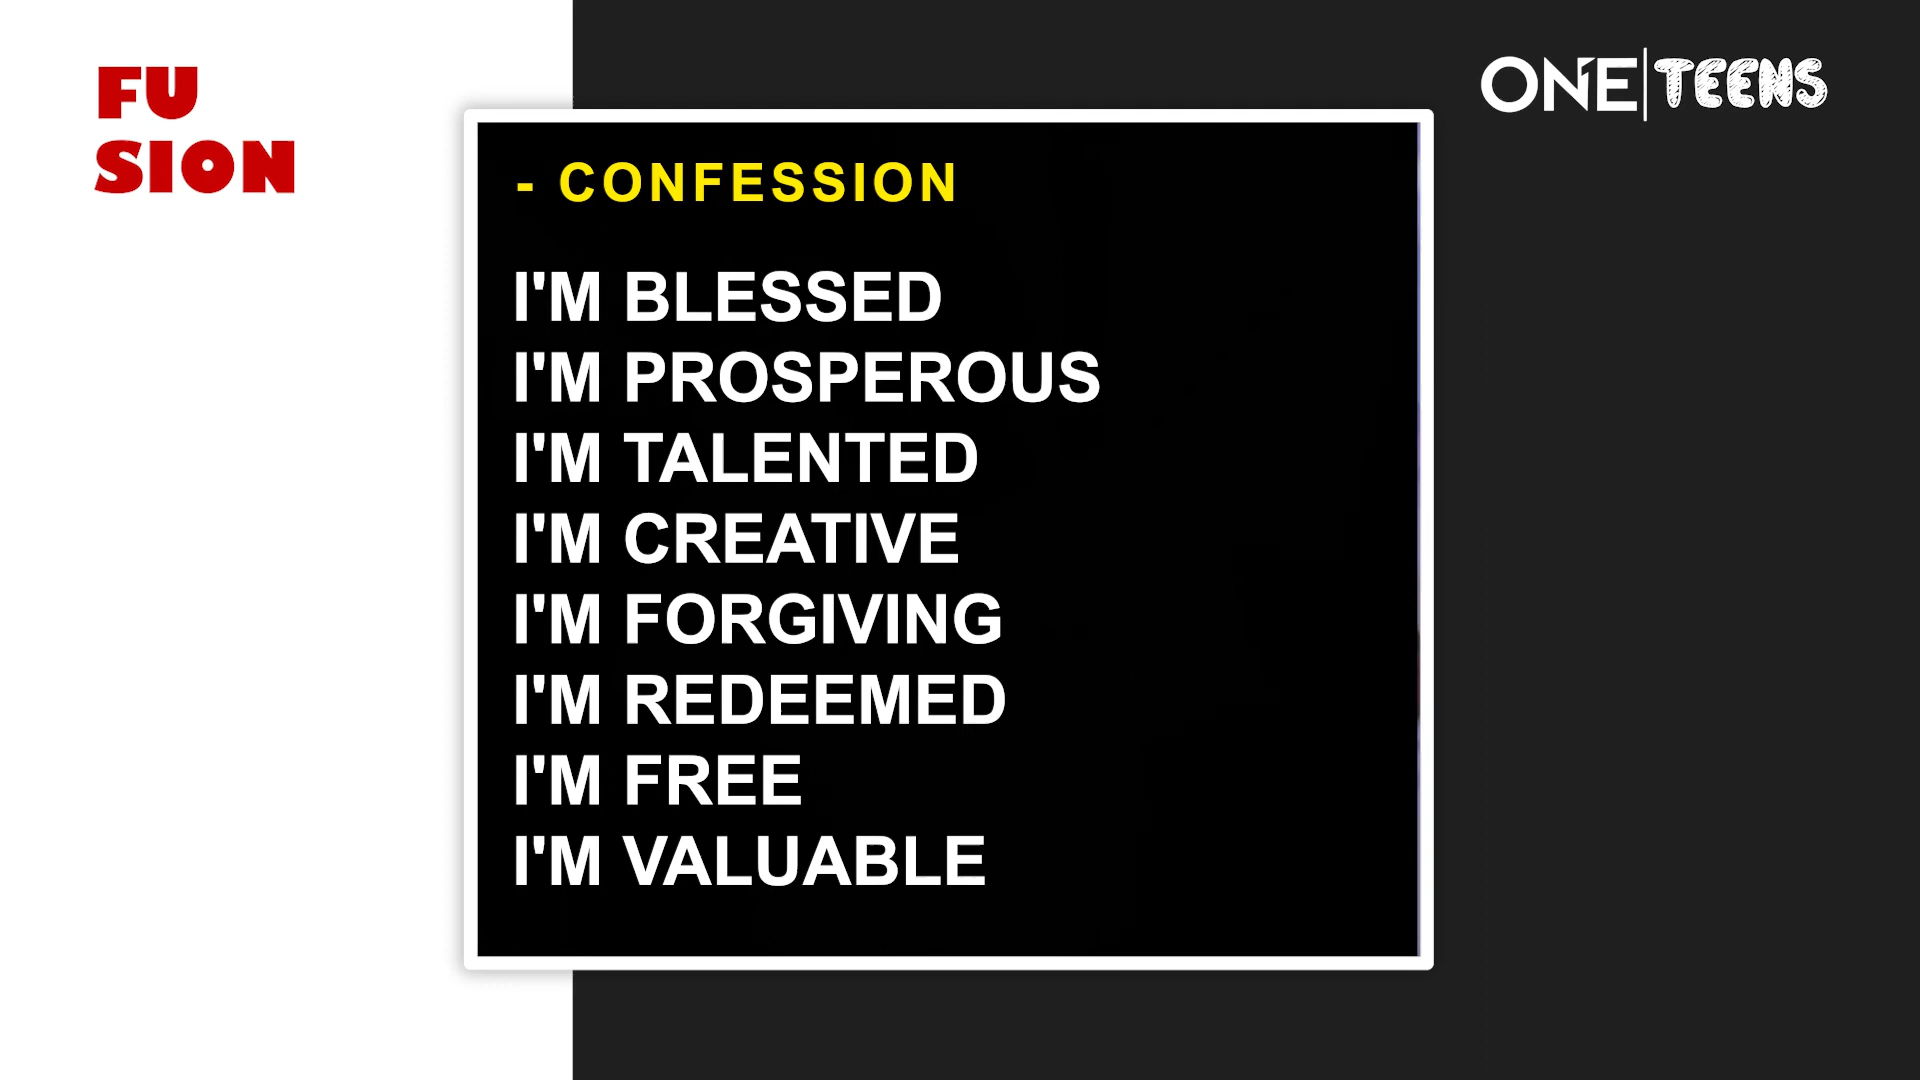 FU
SION
ONE|TEENS
- CONFESSION
I'M BLESSED
I'M PROSPEROUS
I'M TALENTED
I'M CREATIVE
I'M FORGIVING
I'M REDEEMED
I'M FREE
I'M VALUABLE